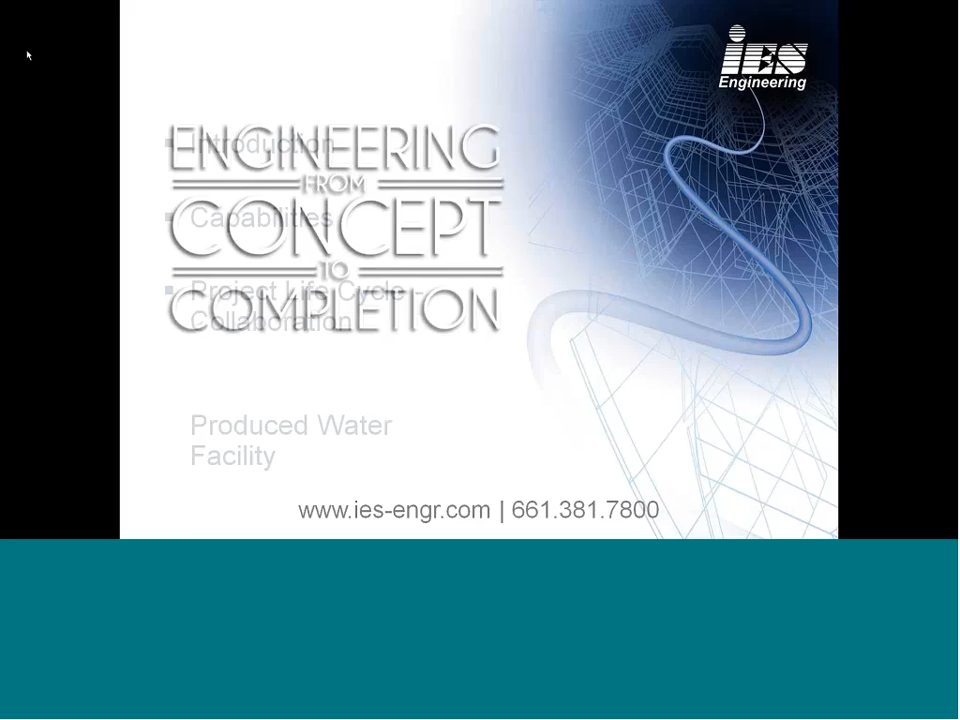 iES
Engineering
ENGINEERING
Introduction
FROM
CONCEPT
Capabilities
TO
COMPLETION
Project Life Cycle -
Collaboration
Produced Water
Facility
www.ies-engr.com | 661.381.7800